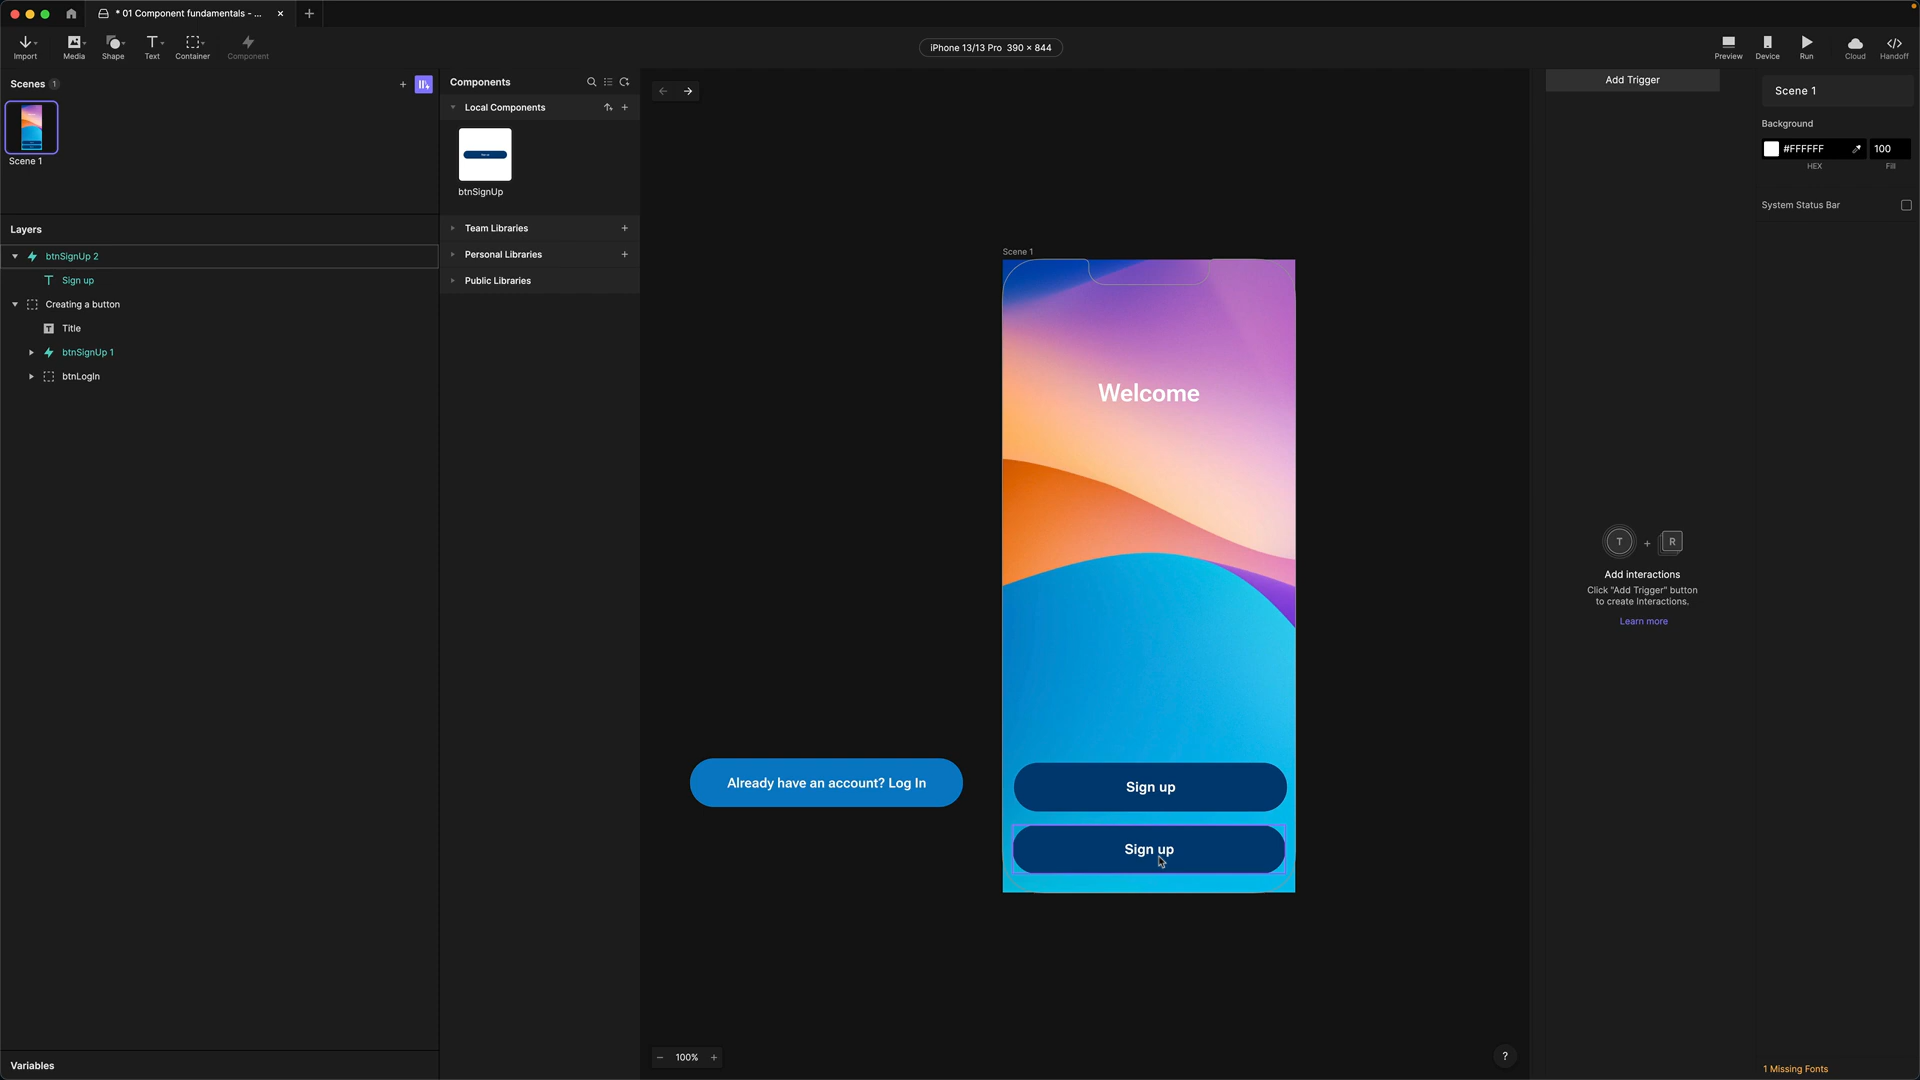 * 01 Component fundamentals - ...
Import
Media
Shape
Text
Container
Component
iPhone 13/13 Pro 390 × 844
Preview
Device
Run
Cloud
Handoff
Scenes 1
Scene 1
Layers
btnSignUp 2
Sign up
Creating a button
Title
btnSignUp 1
btnLogIn
Variables
Components
Local Components
btnSignUp
Team Libraries
Personal Libraries
Public Libraries
Scene 1
Welcome
Already have an account? Log In
Sign up
Sign up
100%
?
Add Trigger
T + R
Add interactions
Click "Add Trigger" button
to create Interactions.
Learn more
Scene 1
Background
#FFFFFF 100
HEX Fill
System Status Bar
1 Missing Fonts